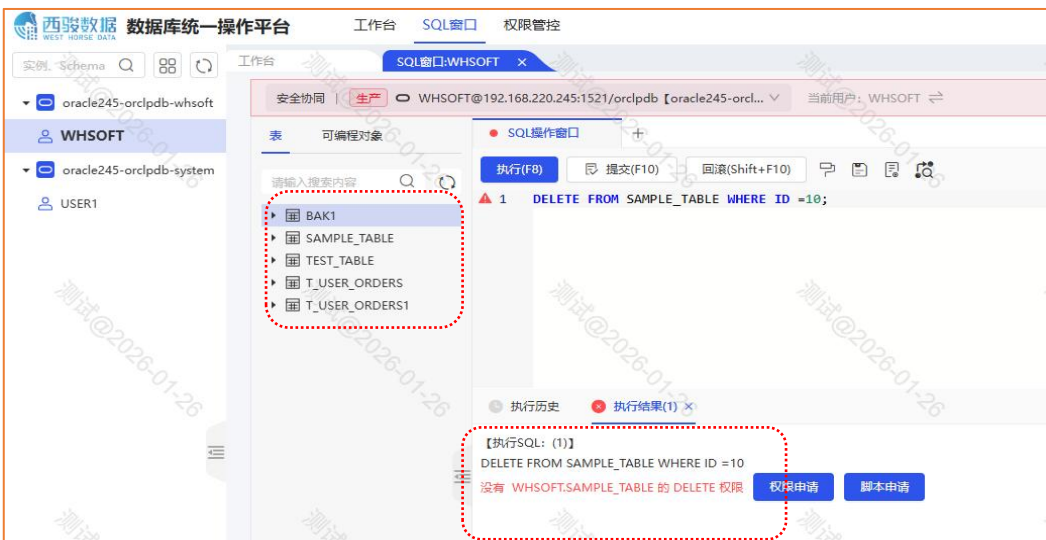 西骏数据 数据库统一操作平台 工作台 SQL窗口 权限管控
WEST HORSE DATA
实例、Schema
工作台 SQL窗口:WHSOFT ×
oracle245-orclpdb-whsoft
WHSOFT
oracle245-orclpdb-system
USER1
安全协同 | 生产 WHSOFT@192.168.220.245:1521/orclpdb【oracle245-orcl... 当前用户: WHSOFT
表 可编程对象
请输入搜索内容
BAK1
SAMPLE_TABLE
TEST_TABLE
T_USER_ORDERS
T_USER_ORDERS1
SQL操作窗口 +
执行(F8) 提交(F10) 回滚(Shift+F10)
1 DELETE FROM SAMPLE_TABLE WHERE ID =10;
执行历史 执行结果(1) ×
【执行SQL: (1)】
DELETE FROM SAMPLE_TABLE WHERE ID =10
没有 WHSOFT.SAMPLE_TABLE 的 DELETE 权限 权限申请 脚本申请
测试@2026-01-26